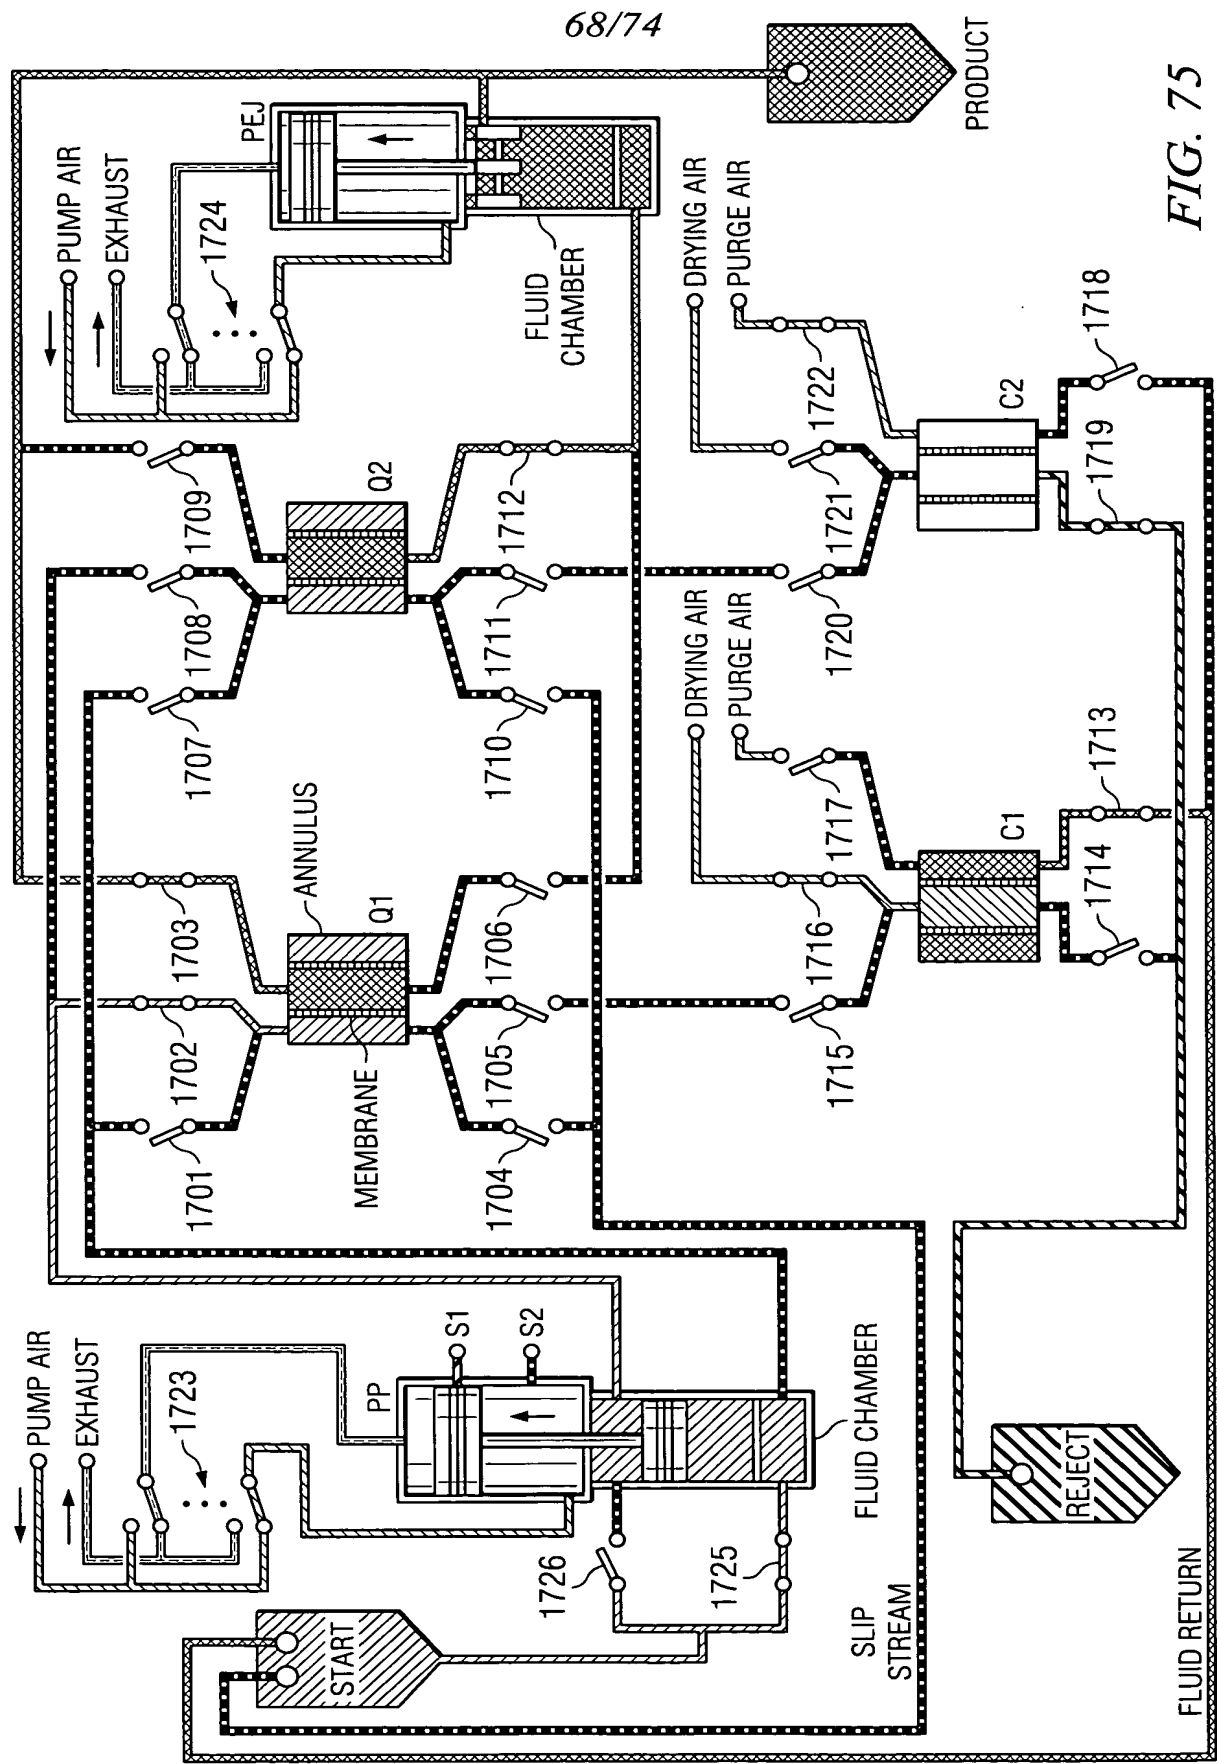 68/74
PUMP AIR
EXHAUST
1724
PEJ
FLUID
CHAMBER
PRODUCT
FIG. 75
1709
1708
1707
Q2
1712
1711
1710
DRYING AIR
PURGE AIR
1722
1721
1720
C2
1718
1719
1703
1702
1701
ANNULUS
Q1
MEMBRANE
1706
1705
1704
DRYING AIR
PURGE AIR
1717
1716
1715
C1
1713
1714
PUMP AIR
EXHAUST
1723
PP
S1
S2
FLUID CHAMBER
1726
1725
START
SLIP
STREAM
REJECT
FLUID RETURN